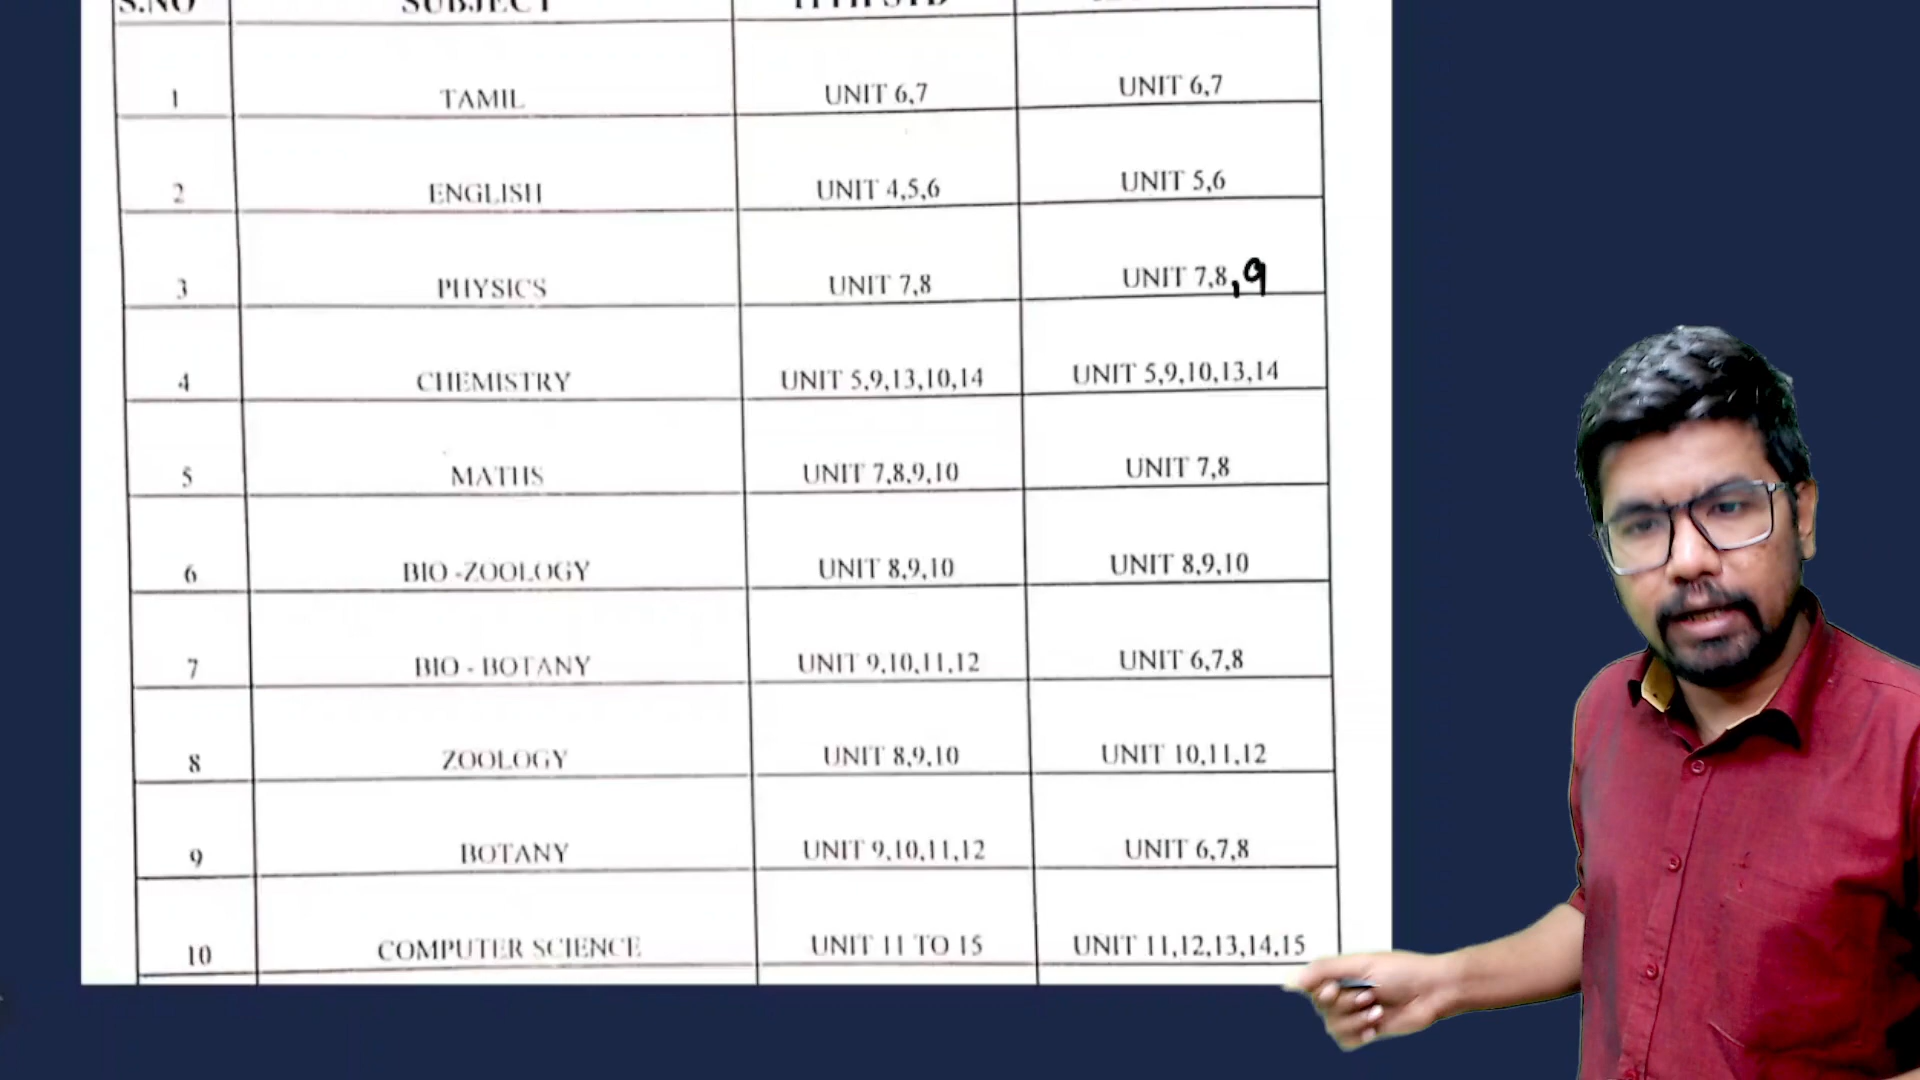 S.NO SUBJECT 11TH STD
1 TAMIL UNIT 6,7 UNIT 6,7
2 ENGLISH UNIT 4,5,6 UNIT 5,6
3 PHYSICS UNIT 7,8 UNIT 7,8,9
4 CHEMISTRY UNIT 5,9,13,10,14 UNIT 5,9,10,13,14
5 MATHS UNIT 7,8,9,10 UNIT 7,8
6 BIO -ZOOLOGY UNIT 8,9,10 UNIT 8,9,10
7 BIO - BOTANY UNIT 9,10,11,12 UNIT 6,7,8
8 ZOOLOGY UNIT 8,9,10 UNIT 10,11,12
9 BOTANY UNIT 9,10,11,12 UNIT 6,7,8
10 COMPUTER SCIENCE UNIT 11 TO 15 UNIT 11,12,13,14,15